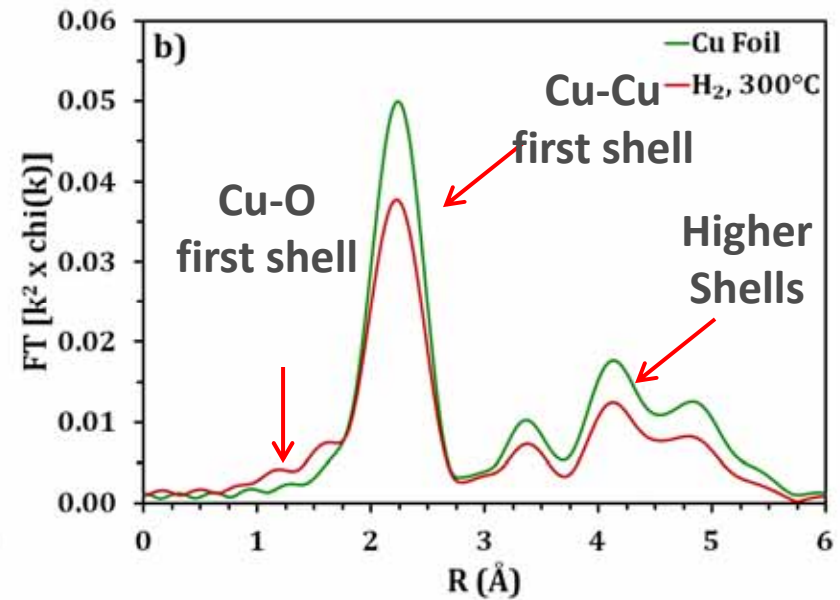 b)
Cu Foil
H₂, 300°C
Cu-Cu
first shell
Cu-O
first shell
Higher
Shells
FT [k² x chi(k)]
0.06
0.05
0.04
0.03
0.02
0.01
0.00
0 1 2 3 4 5 6
R (Å)